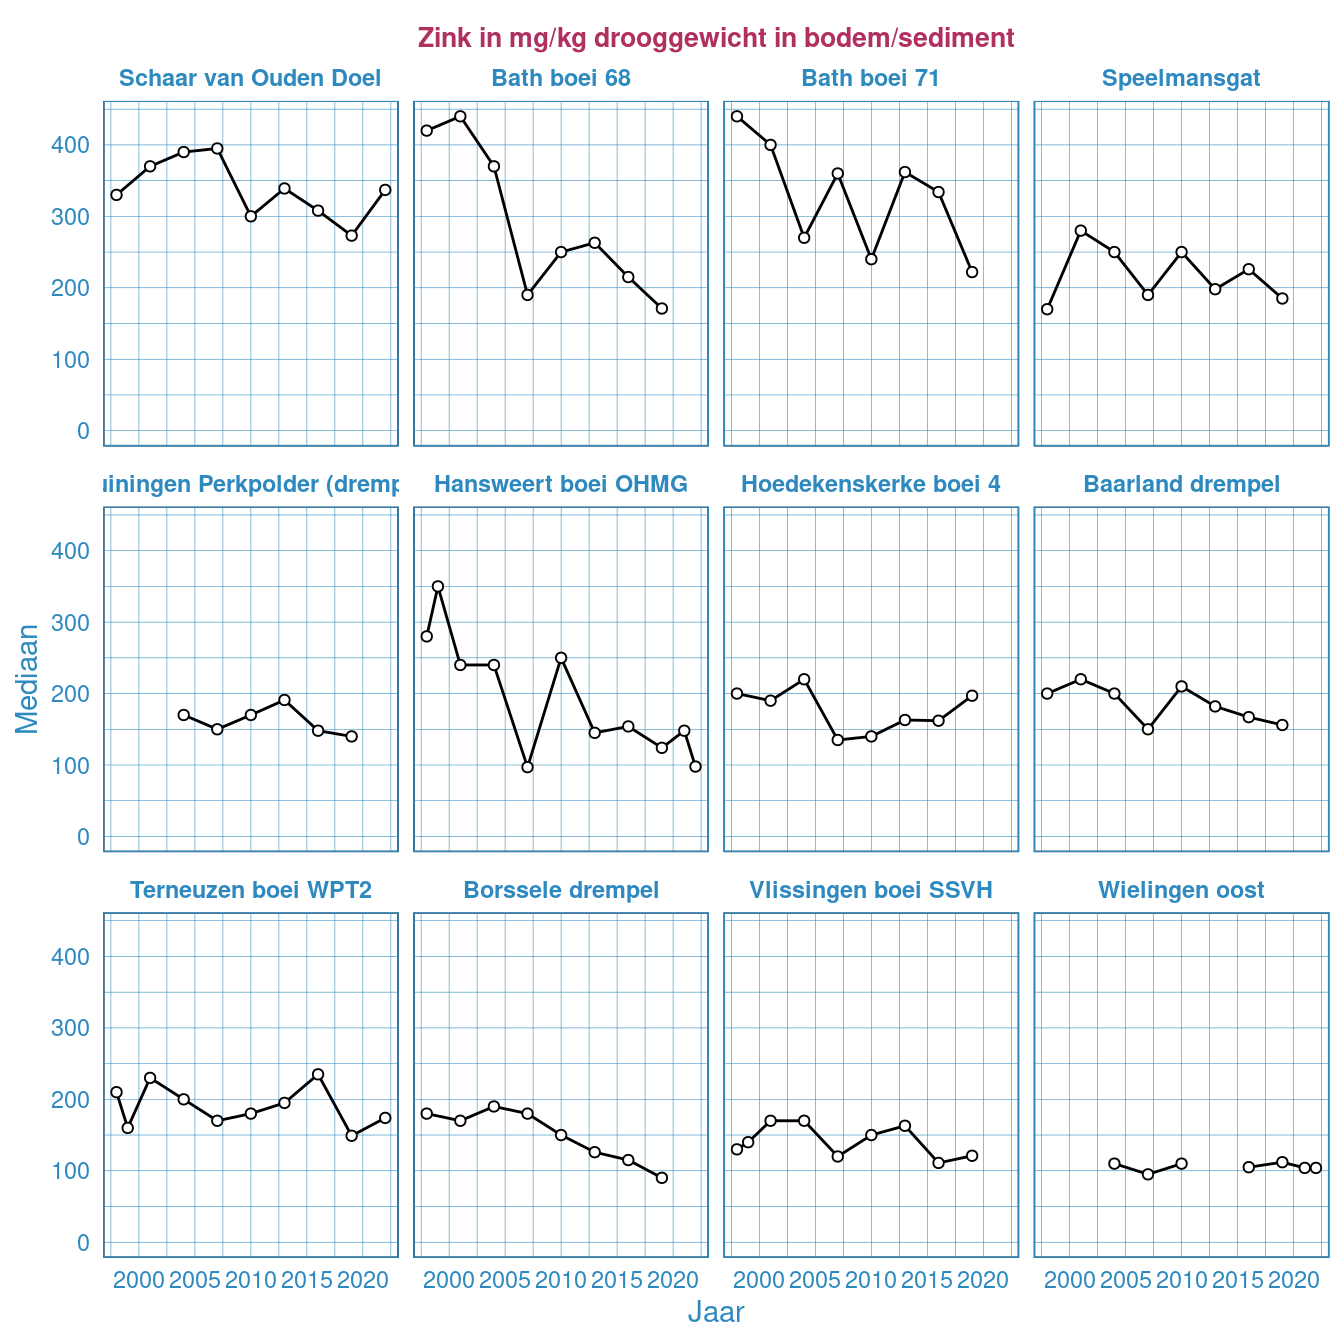 Zink in mg/kg drooggewicht in bodem/sediment
Schaar van Ouden Doel
Bath boei 68
Bath boei 71
Speelmansgat
400
300
200
100
0
Perkpolder
Hansweert boei OHMG
Hoedekenskerke boei 4
Baarland drempel
400
300
200
100
0
Mediaan
Terneuzen boei WPT2
Borssele drempel
Vlissingen boei SSVH
Wielingen oost
400
300
200
100
0
2000 2005 2010 2015 2020
2000 2005 2010 2015 2020
2000 2005 2010 2015 2020
2000 2005 2010 2015 2020
Jaar